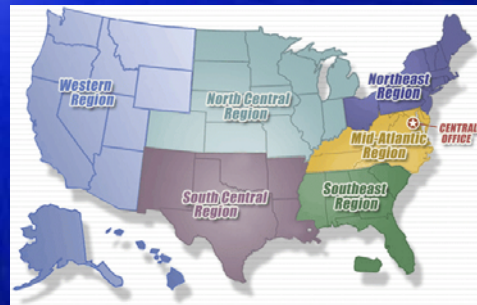 Western
Region
North Central
Region
Northeast
Region
CENTRAL
OFFICE
Mid-Atlantic
Region
South Central
Region
Southeast
Region